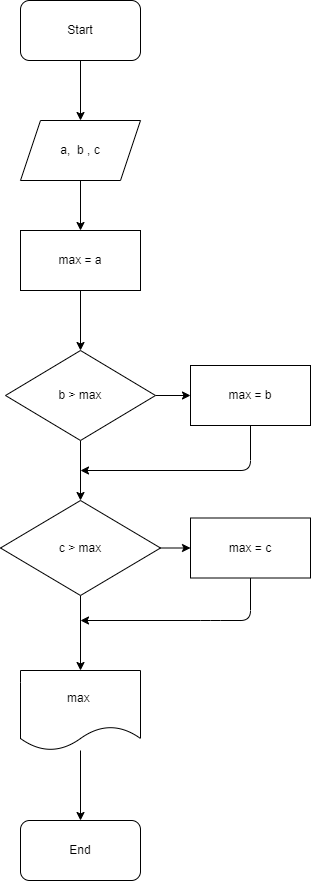 Start
a, b , c
max = a
b > max
max = b
c > max
max = c
max
End